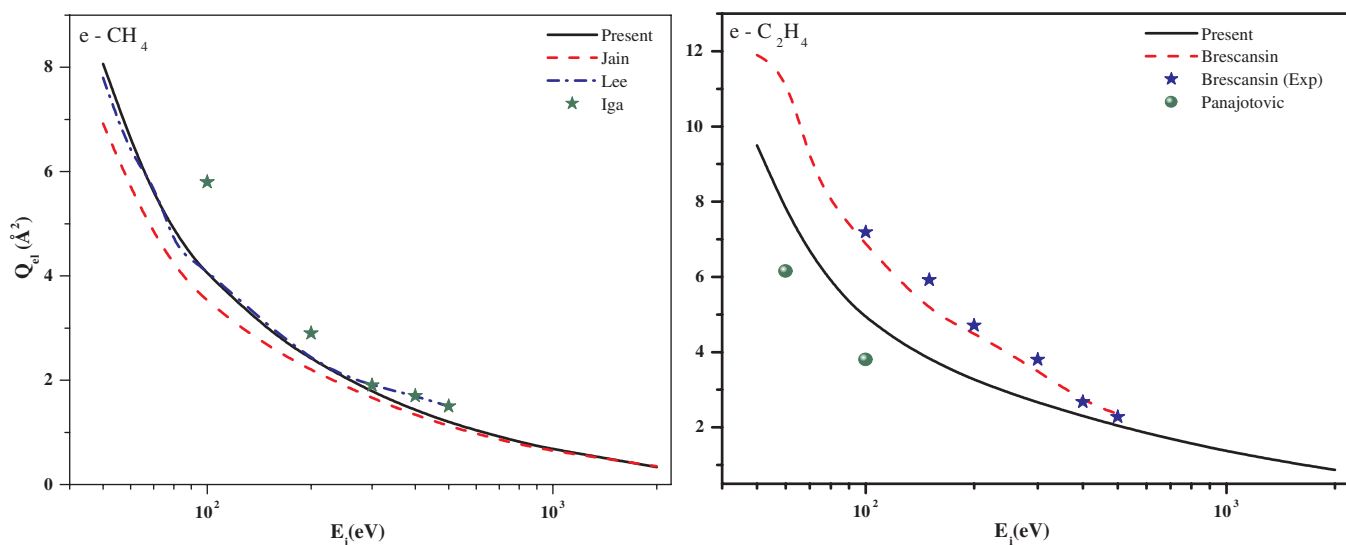 e - CH4
Present
Jain
Lee
Iga
8
6
4
2
0
Qel (Å²)
10² 10³
Ei(eV)
e - C2H4
Present
Brescansin
Brescansin (Exp)
Panajotovic
12
10
8
6
4
2
10² 10³
Ei(eV)